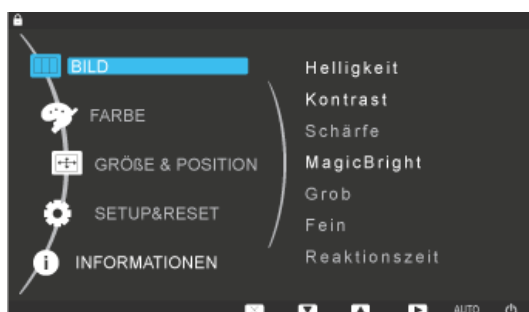 BILD
FARBE
GRÖßE & POSITION
SETUP&RESET
INFORMATIONEN
Helligkeit
Kontrast
Schärfe
MagicBright
Grob
Fein
Reaktionszeit
AUTO